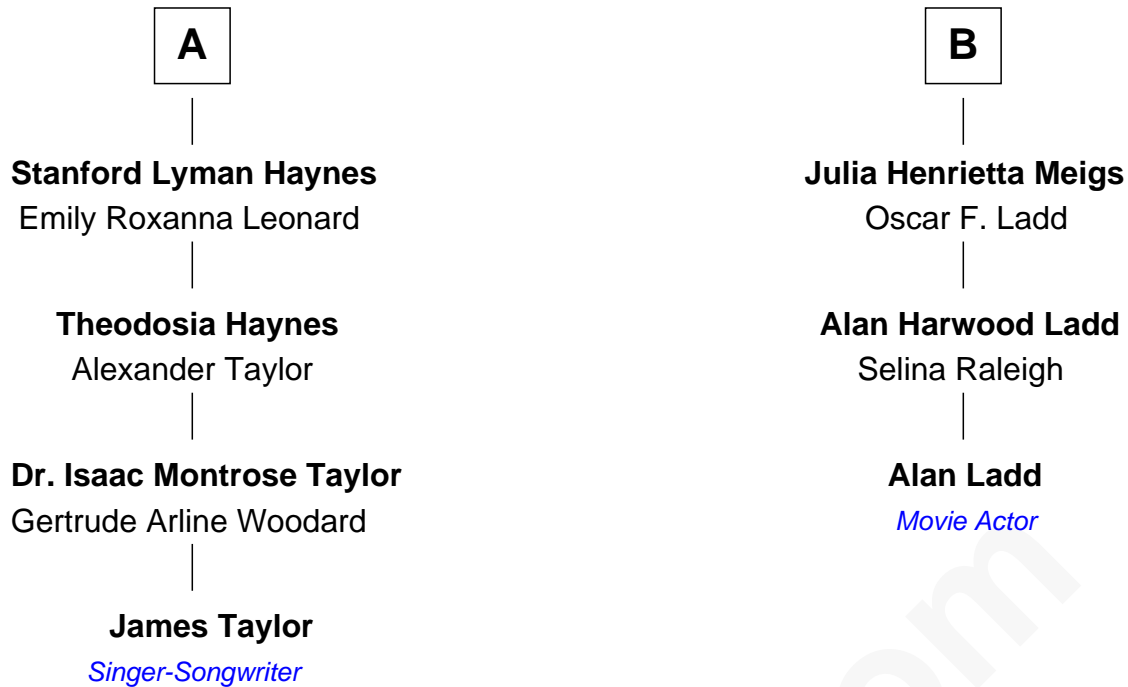 A
Stanford Lyman Haynes
Emily Roxanna Leonard
Theodosia Haynes
Alexander Taylor
Dr. Isaac Montrose Taylor
Gertrude Arline Woodard
James Taylor
Singer-Songwriter
B
Julia Henrietta Meigs
Oscar F. Ladd
Alan Harwood Ladd
Selina Raleigh
Alan Ladd
Movie Actor
om